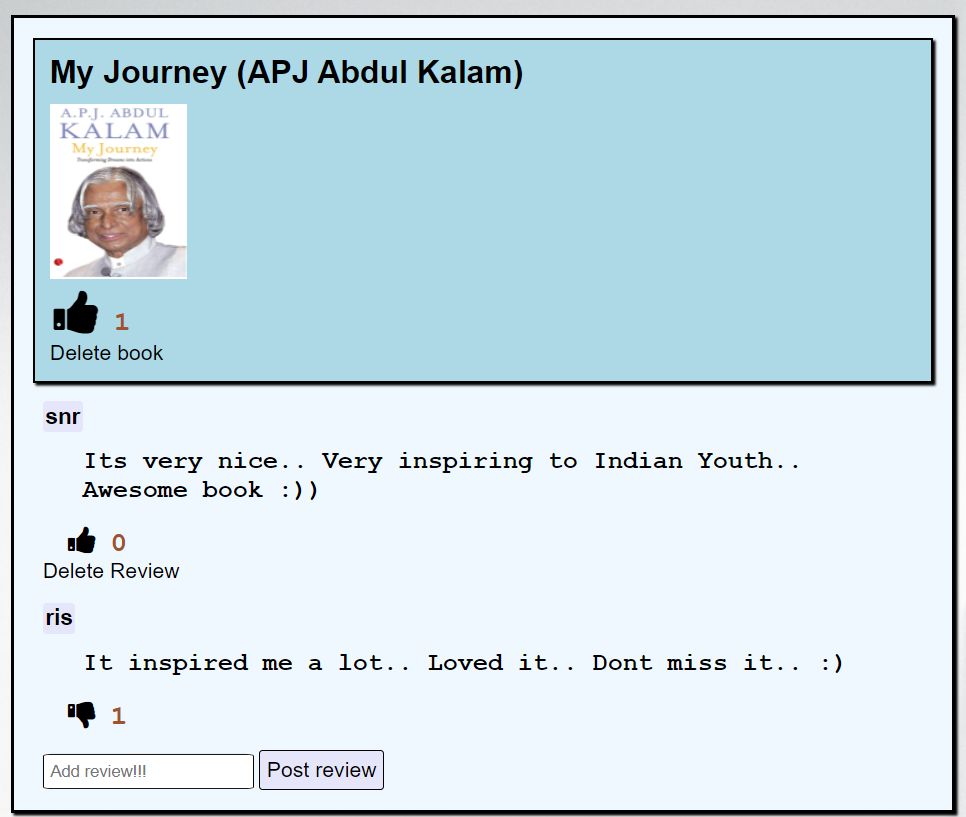 My Journey (APJ Abdul Kalam)
A.P.J. ABDUL
KALAM
My Journey
Transforming Dreams into Actions
1
Delete book
snr
Its very nice.. Very inspiring to Indian Youth..
Awesome book :))
0
Delete Review
ris
It inspired me a lot.. Loved it.. Dont miss it.. :)
1
Add review!!! Post review